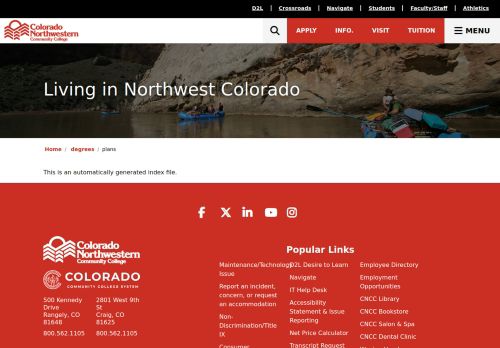 D2L | Crossroads | Navigate | Students | Faculty/Staff | Athletics
Colorado
Northwestern
Community College
APPLY INFO. VISIT TUITION MENU
Living in Northwest Colorado
Home / degrees / plans
This is an automatically generated index file.
Colorado
Northwestern
Community College
COLORADO
COMMUNITY COLLEGE SYSTEM
500 Kennedy
Drive
Rangely, CO
81648
800.562.1105
2801 West 9th
St
Craig, CO
81625
800.562.1105
Maintenance/Technology
Issue
Report an incident,
concern, or request
an accommodation
Non-
Discrimination/Title
IX
Consumer
Popular Links
D2L Desire to Learn
Navigate
IT Help Desk
Accessibility
Statement & Issue
Reporting
Net Price Calculator
Transcript Request
Employee Directory
Employment
Opportunities
CNCC Library
CNCC Bookstore
CNCC Salon & Spa
CNCC Dental Clinic